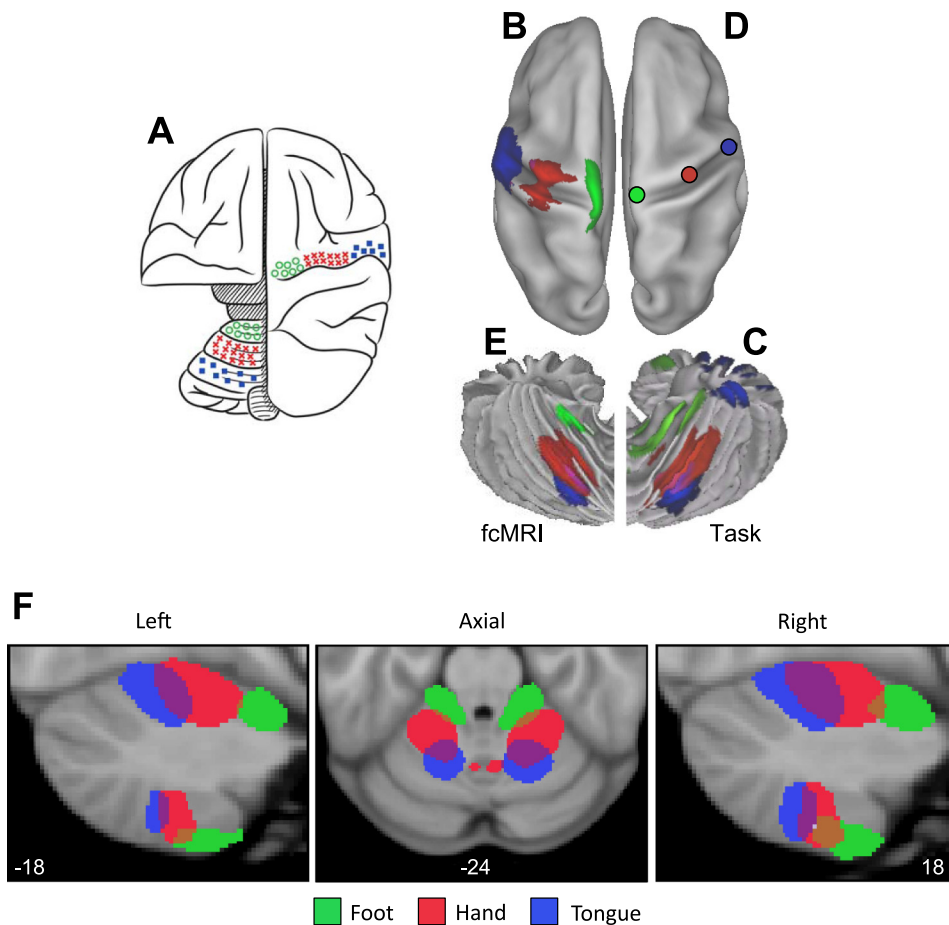 B
D
A
E
C
fcMRI
Task
F
Left
Axial
Right
-18
-24
18
Foot
Hand
Tongue